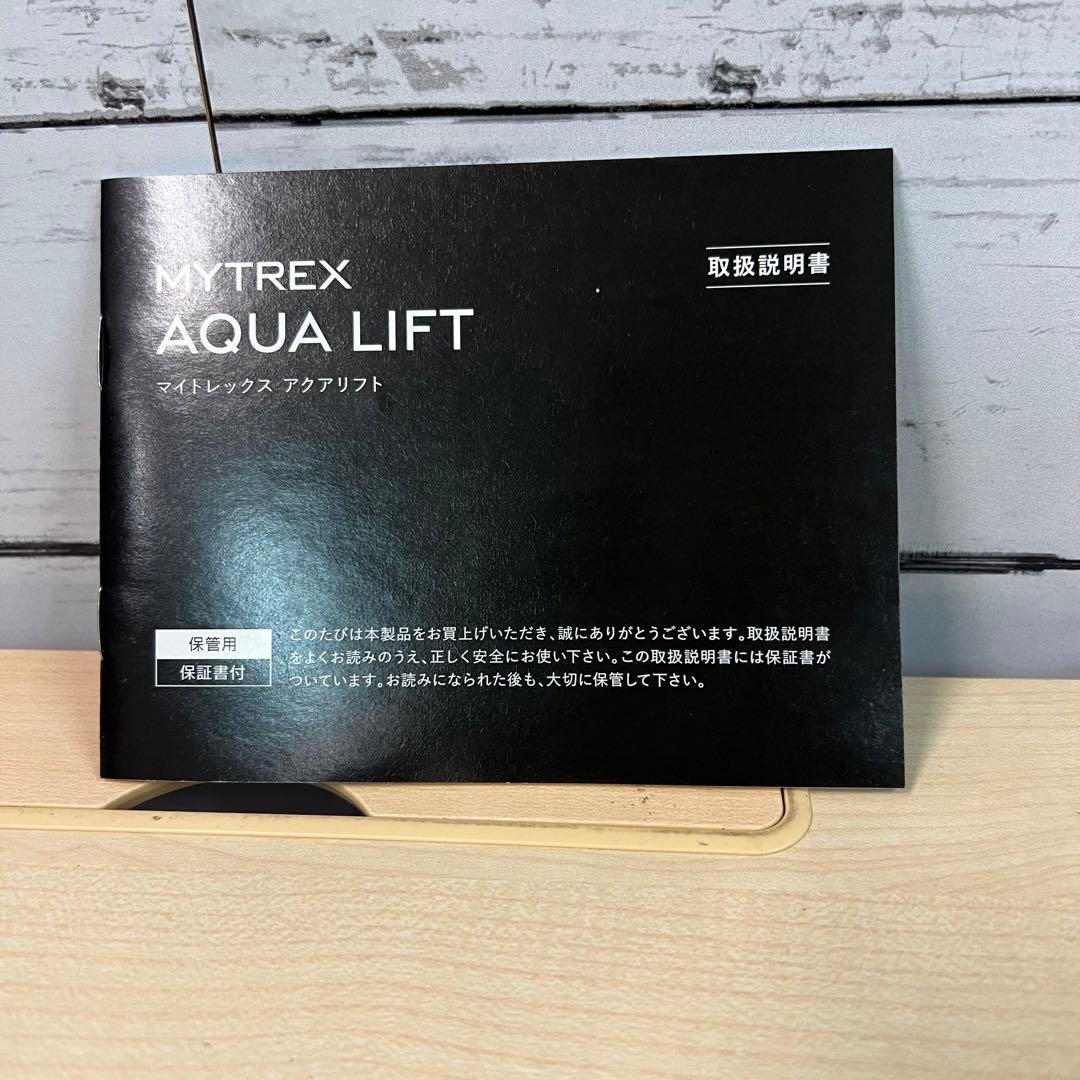 MYTREX
AQUA LIFT
マイトレックス アクアリフト
取扱説明書
保管用
保証書付
このたびは本製品をお買上げいただき、誠にありがとうございます。取扱説明書
をよくお読みのうえ、正しく安全にお使い下さい。この取扱説明書には保証書が
ついています。お読みになられた後も、大切に保管して下さい。